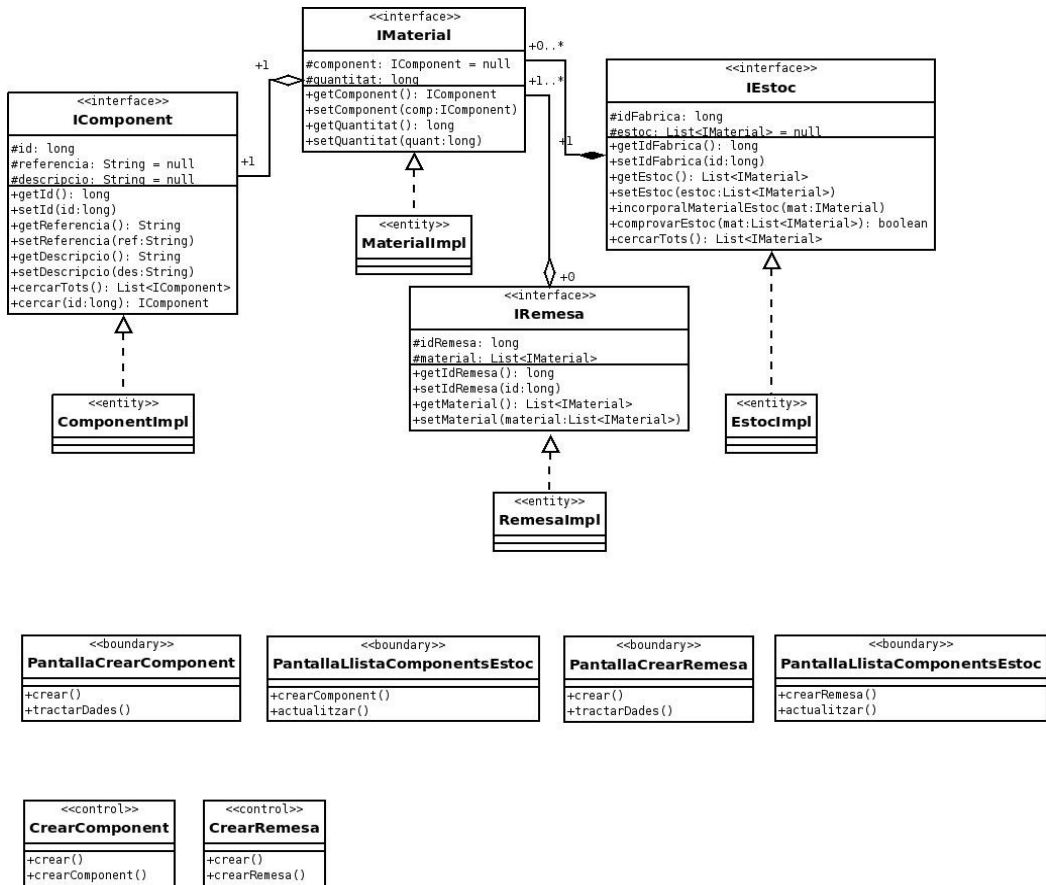 <<interface>>
IMaterial
#component: IComponent = null
#quantitat: long
+getComponent(): IComponent
+setComponent(comp:IComponent)
+getQuantitat(): long
+setQuantitat(quant:long)
+1
+1
+0..*
+1..*
+1
+0
<<interface>>
IComponent
#id: long
#referencia: String = null
#descripcio: String = null
+getId(): long
+setId(id:long)
+getReferencia(): String
+setReferencia(ref:String)
+getDescripcio(): String
+setDescripcio(des:String)
+cercarTots(): List<IComponent>
+cercar(id:long): IComponent
<<interface>>
IEstoc
#idFabrica: long
#estoc: List<IMaterial> = null
+getIdFabrica(): long
+setIdFabrica(id:long)
+getEstoc(): List<IMaterial>
+setEstoc(estoc:List<IMaterial>)
+incorporalMaterialEstoc(mat:IMaterial)
+comprovarEstoc(mat:List<IMaterial>): boolean
+cercarTots(): List<IMaterial>
<<entity>>
MaterialImpl
<<interface>>
IRemesa
#idRemesa: long
#material: List<IMaterial>
+getIdRemesa(): long
+setIdRemesa(id:long)
+getMaterial(): List<IMaterial>
+setMaterial(material:List<IMaterial>)
<<entity>>
ComponentImpl
<<entity>>
EstocImpl
<<entity>>
RemesaImpl
<<boundary>>
PantallaCrearComponent
+crear()
+tractarDades()
<<boundary>>
PantallaLlistaComponentsEstoc
+crearComponent()
+actualitzar()
<<boundary>>
PantallaCrearRemesa
+crear()
+tractarDades()
<<boundary>>
PantallaLlistaComponentsEstoc
+crearRemesa()
+actualitzar()
<<control>>
CrearComponent
+crear()
+crearComponent()
<<control>>
CrearRemesa
+crear()
+crearRemesa()